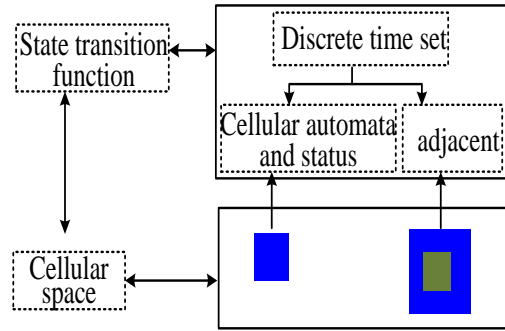 State transition
function
Discrete time set
Cellular automata
and status
adjacent
Cellular
space